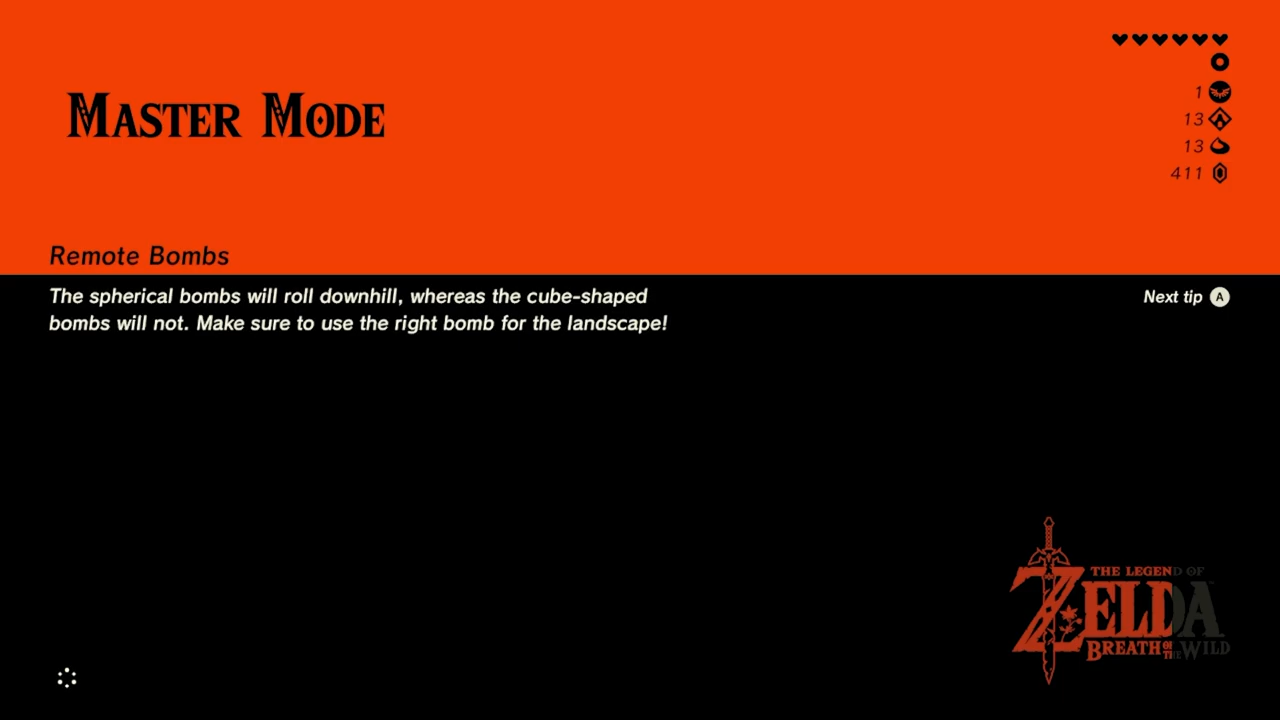 Master Mode
1
13
13
411
Remote Bombs
The spherical bombs will roll downhill, whereas the cube-shaped
bombs will not. Make sure to use the right bomb for the landscape!
Next tip A
THE LEGEND OF
ZELDA
BREATH OF THE WILD